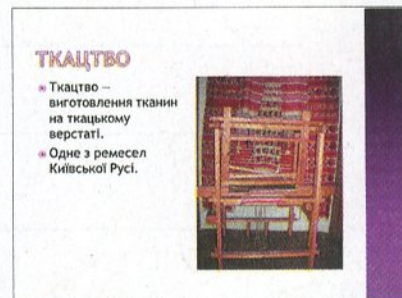 ТКАЦТВО
Ткацтво –
виготовлення тканин
на ткацькому
верстаті.
Одне з ремесел
Київської Русі.